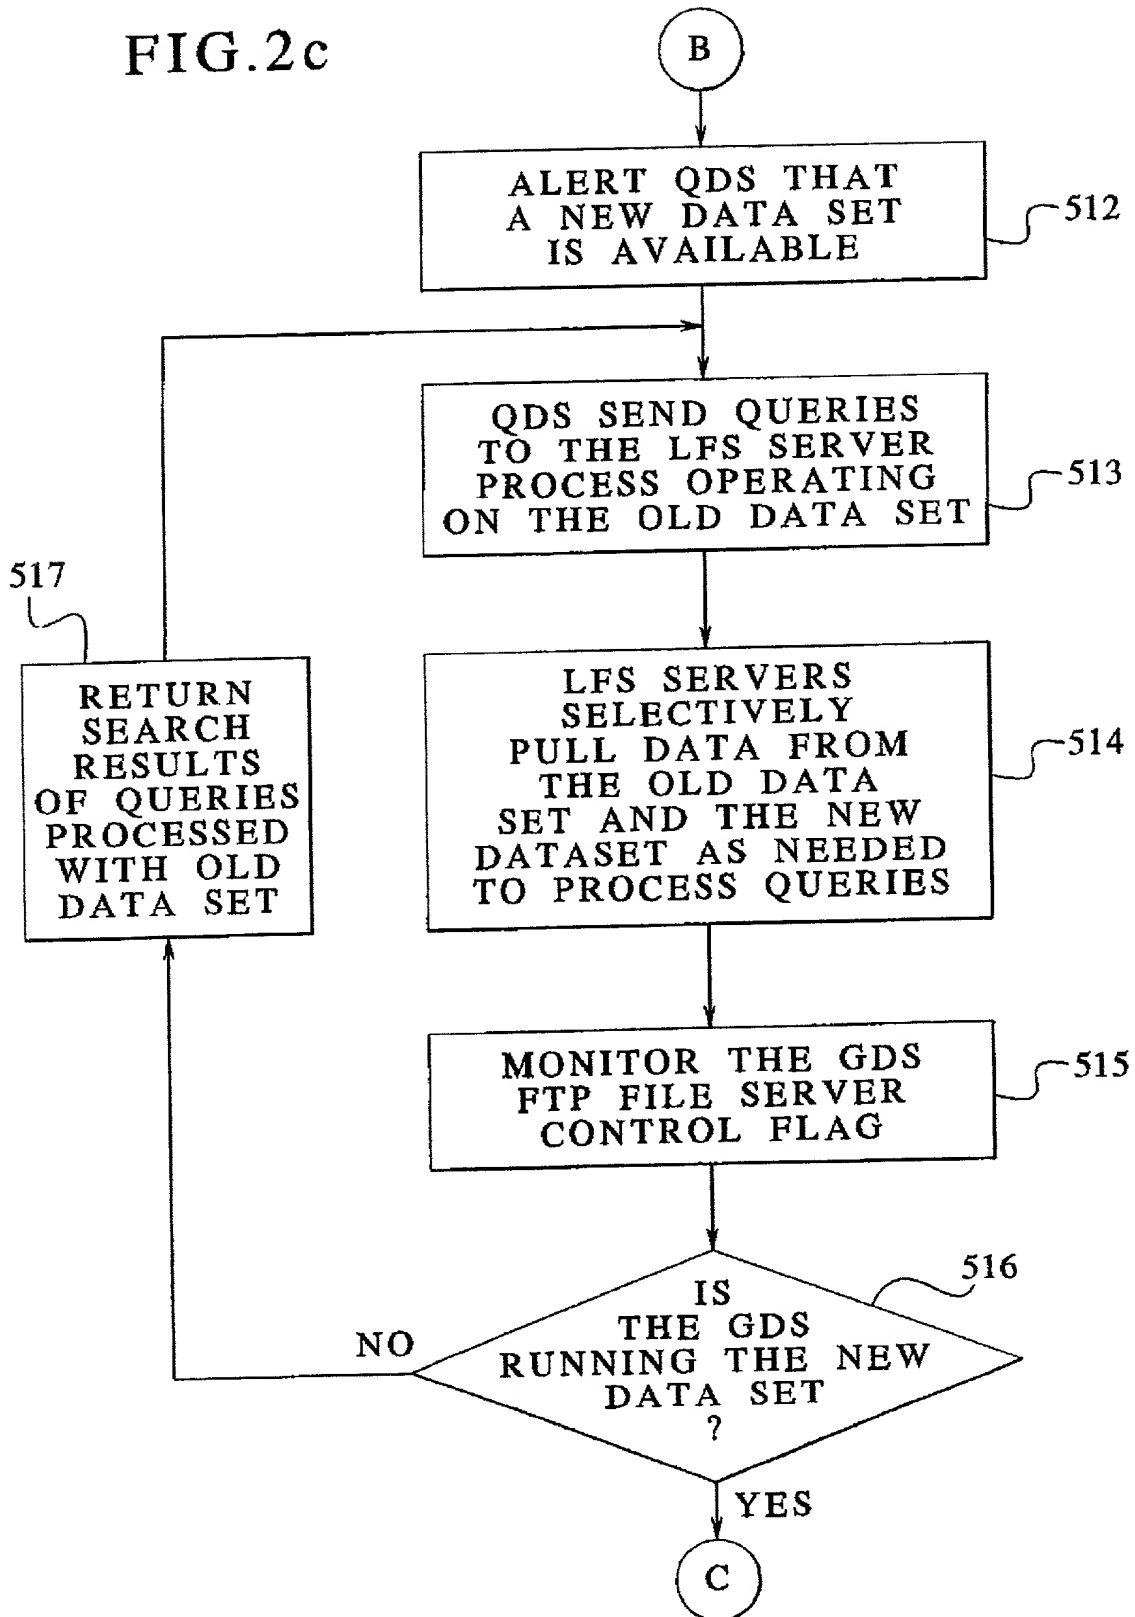 FIG.2c
B
ALERT QDS THAT
A NEW DATA SET
IS AVAILABLE
512
QDS SEND QUERIES
TO THE LFS SERVER
PROCESS OPERATING
ON THE OLD DATA SET
513
517
RETURN
SEARCH
RESULTS
OF QUERIES
PROCESSED
WITH OLD
DATA SET
LFS SERVERS
SELECTIVELY
PULL DATA FROM
THE OLD DATA
SET AND THE NEW
DATASET AS NEEDED
TO PROCESS QUERIES
514
MONITOR THE GDS
FTP FILE SERVER
CONTROL FLAG
515
516
IS
THE GDS
RUNNING THE NEW
DATA SET
?
NO
YES
C